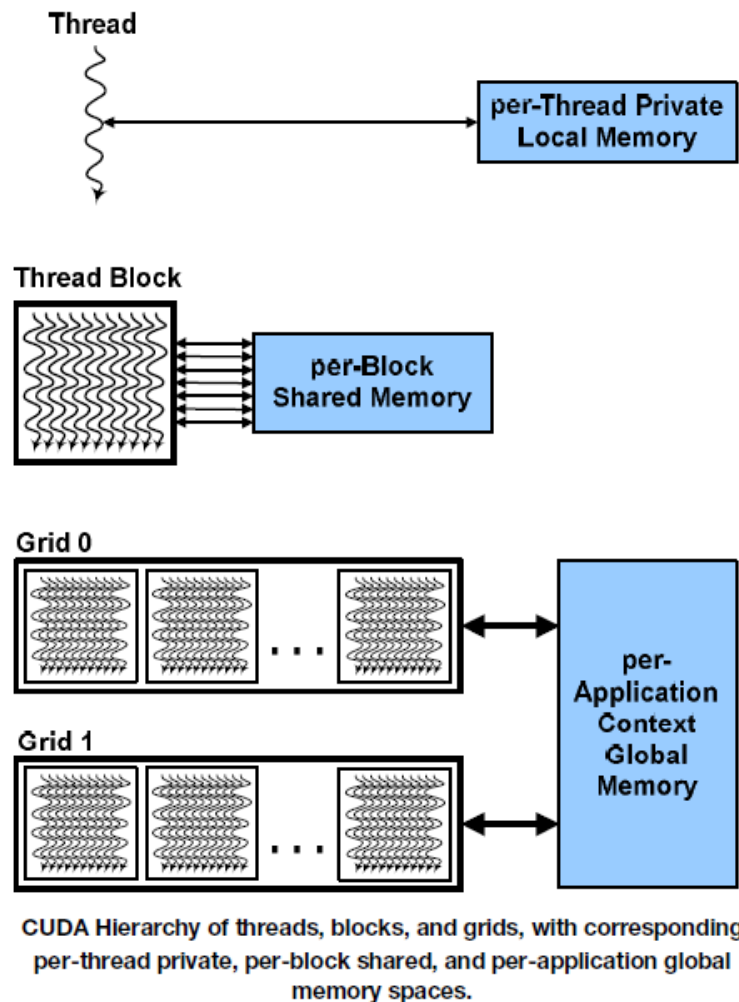 Thread
per-Thread Private
Local Memory
Thread Block
per-Block
Shared Memory
Grid 0
. . .
per-
Application
Context
Global
Memory
Grid 1
. . .
CUDA Hierarchy of threads, blocks, and grids, with corresponding
per-thread private, per-block shared, and per-application global
memory spaces.